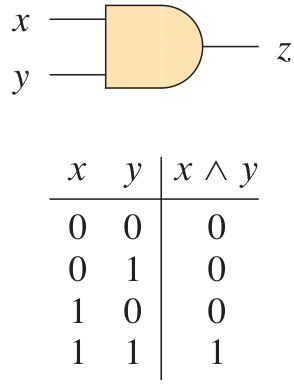 x
z
y
x y x ∧ y
0 0 0
0 1 0
1 0 0
1 1 1